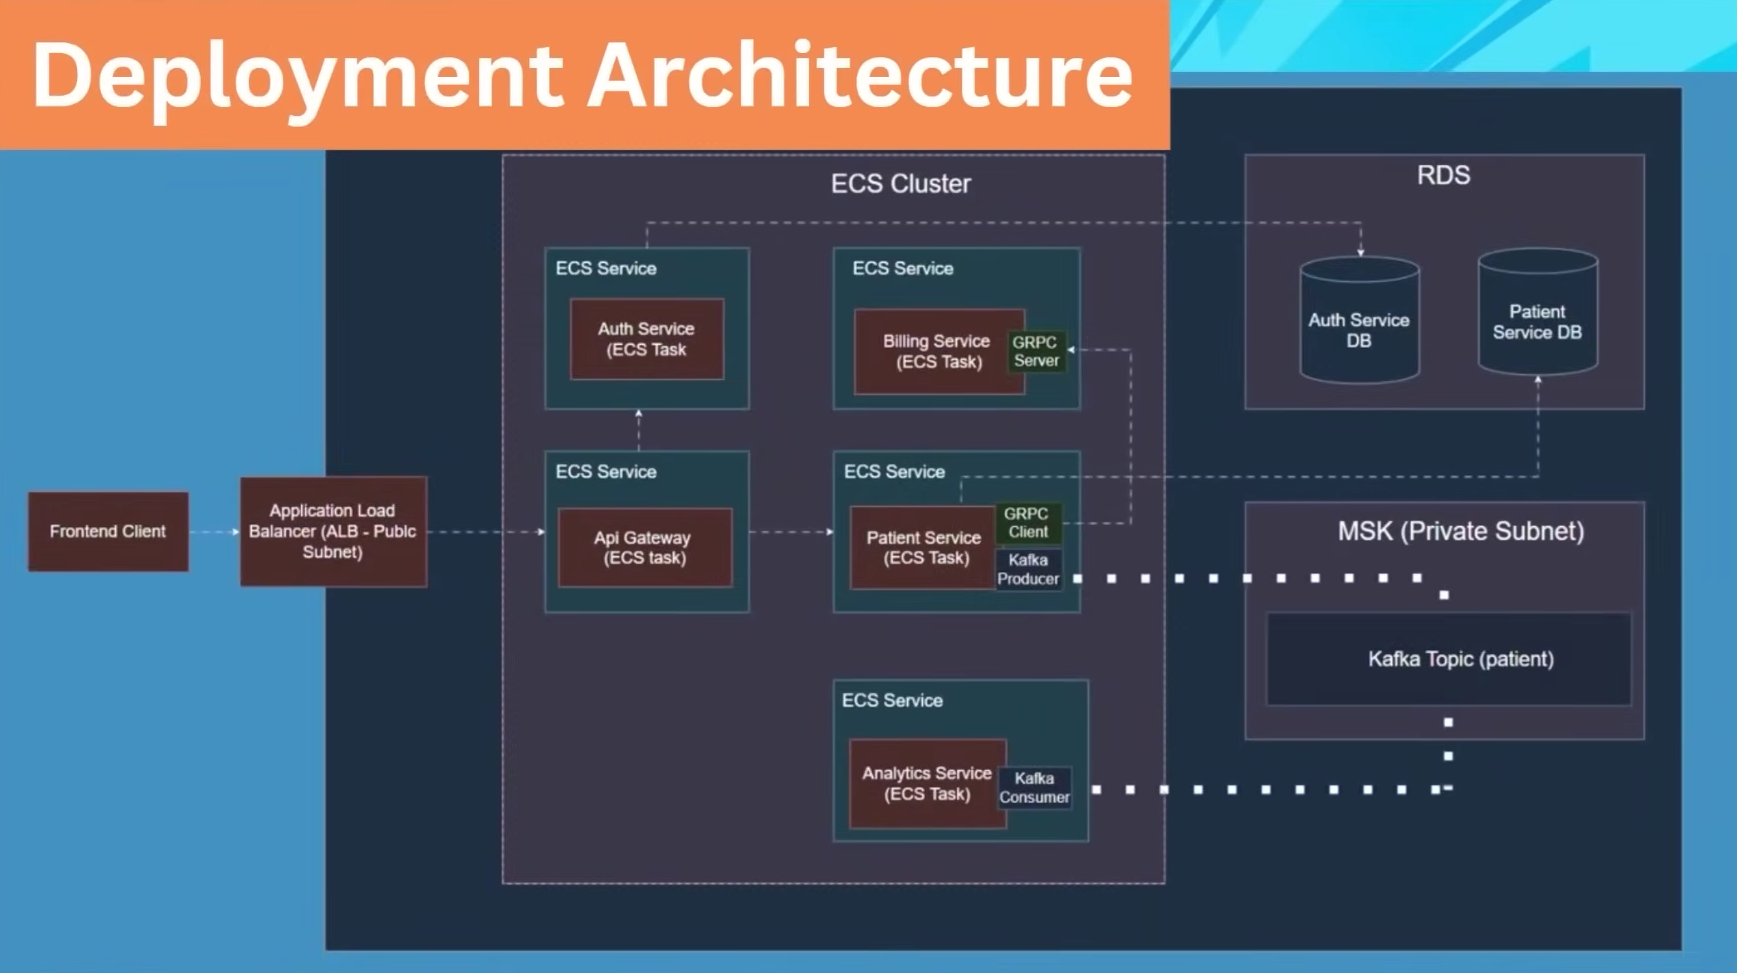 Deployment Architecture
ECS Cluster
RDS
ECS Service
Auth Service
(ECS Task
ECS Service
Billing Service
(ECS Task)
GRPC
Server
Auth Service
DB
Patient
Service DB
Frontend Client
Application Load
Balancer (ALB - Publc
Subnet)
ECS Service
Api Gateway
(ECS task)
ECS Service
Patient Service
(ECS Task)
GRPC
Client
Kafka
Producer
MSK (Private Subnet)
Kafka Topic (patient)
ECS Service
Analytics Service
(ECS Task)
Kafka
Consumer